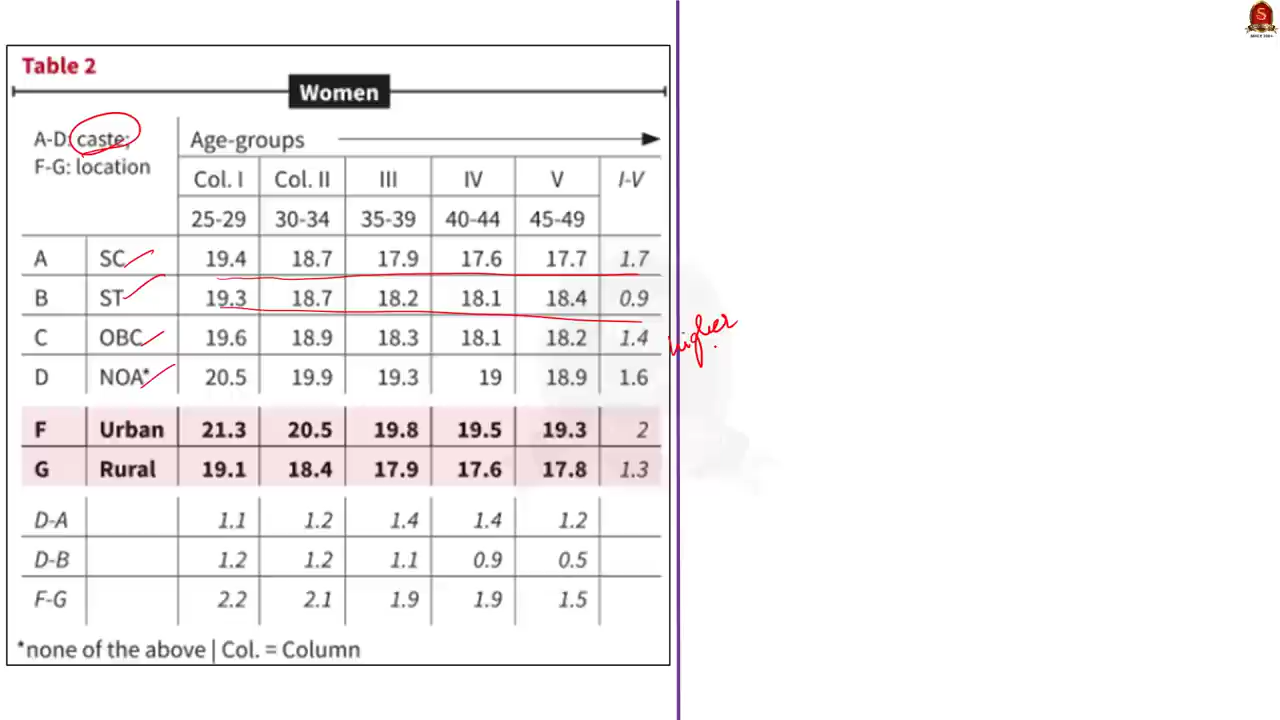 Table 2
Women
A-D: caste; Age-groups
F-G: location
Col. I Col. II III IV V I-V
25-29 30-34 35-39 40-44 45-49
A SC 19.4 18.7 17.9 17.6 17.7 1.7
B ST 19.3 18.7 18.2 18.1 18.4 0.9
C OBC 19.6 18.9 18.3 18.1 18.2 1.4
higher
D NOA* 20.5 19.9 19.3 19 18.9 1.6
F Urban 21.3 20.5 19.8 19.5 19.3 2
G Rural 19.1 18.4 17.9 17.6 17.8 1.3
D-A 1.1 1.2 1.4 1.4 1.2
D-B 1.2 1.2 1.1 0.9 0.5
F-G 2.2 2.1 1.9 1.9 1.5
*none of the above | Col. = Column